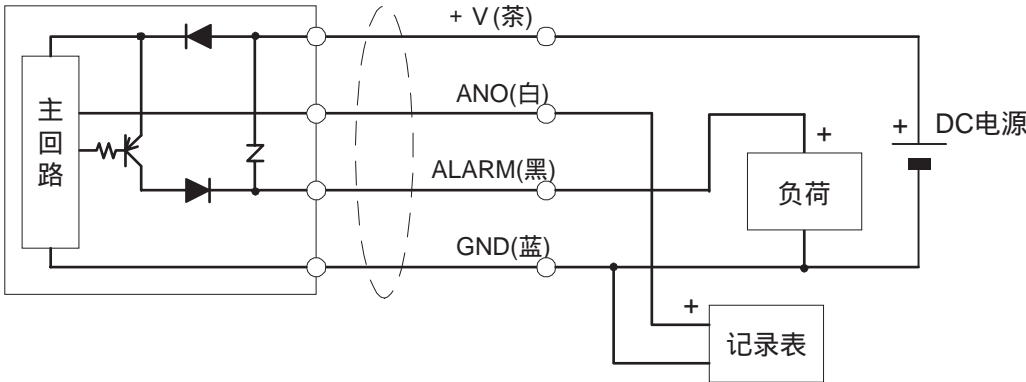 + V (茶)
ANO(白)
ALARM(黑)
GND(蓝)
主
回
路
+
负荷
+
DC电源
+
记录表